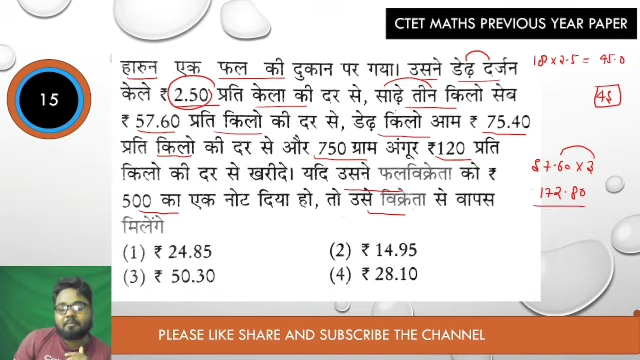 CTET MATHS PREVIOUS YEAR PAPER
15
हारुन एक फल की दुकान पर गया। उसने डेढ़ दर्जन
केले ₹ 2.50 प्रति केला की दर से, साढ़े तीन किलो सेब
₹ 57.60 प्रति किलो की दर से, डेढ़ किलो आम ₹ 75.40
प्रति किलो की दर से और 750 ग्राम अंगूर ₹120 प्रति
किलो की दर से खरीदे। यदि उसने फलविक्रेता को ₹
500 का एक नोट दिया हो, तो उसे विक्रेता से वापस
मिलेंगे
(1) ₹ 24.85
(2) ₹ 14.95
(3) ₹ 50.30
(4) ₹ 28.10
18 × 2.5 = 45.0
45
57.60 × 3
172.80
PLEASE LIKE SHARE AND SUBSCRIBE THE CHANNEL